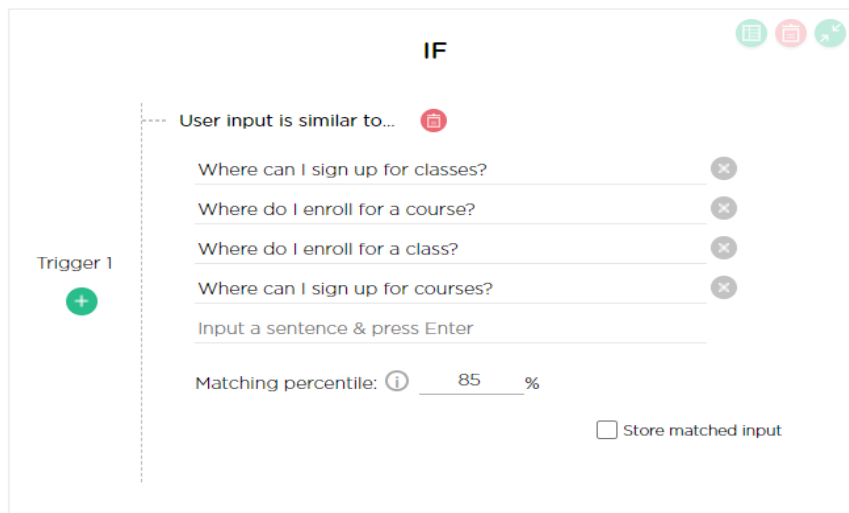 IF
User input is similar to...
Where can I sign up for classes?
Where do I enroll for a course?
Where do I enroll for a class?
Trigger 1
Where can I sign up for courses?
Input a sentence & press Enter
Matching percentile: i 85 %
Store matched input